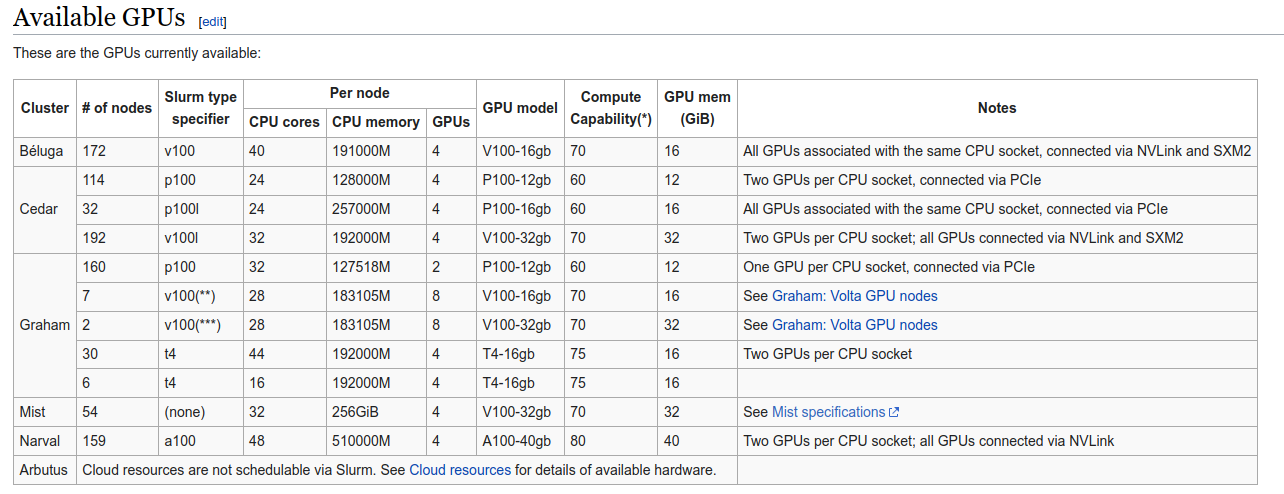 Available GPUs [edit]
These are the GPUs currently available:
Cluster # of nodes Slurm type specifier Per node GPU model Compute Capability(*) GPU mem (GiB) Notes
CPU cores CPU memory GPUs
Béluga 172 v100 40 191000M 4 V100-16gb 70 16 All GPUs associated with the same CPU socket, connected via NVLink and SXM2
Cedar 114 p100 24 128000M 4 P100-12gb 60 12 Two GPUs per CPU socket, connected via PCIe
32 p100l 24 257000M 4 P100-16gb 60 16 All GPUs associated with the same CPU socket, connected via PCIe
192 v100l 32 192000M 4 V100-32gb 70 32 Two GPUs per CPU socket; all GPUs connected via NVLink and SXM2
Graham 160 p100 32 127518M 2 P100-12gb 60 12 One GPU per CPU socket, connected via PCIe
7 v100(**) 28 183105M 8 V100-16gb 70 16 See Graham: Volta GPU nodes
2 v100(***) 28 183105M 8 V100-32gb 70 32 See Graham: Volta GPU nodes
30 t4 44 192000M 4 T4-16gb 75 16 Two GPUs per CPU socket
6 t4 16 192000M 4 T4-16gb 75 16
Mist 54 (none) 32 256GiB 4 V100-32gb 70 32 See Mist specifications
Narval 159 a100 48 510000M 4 A100-40gb 80 40 Two GPUs per CPU socket; all GPUs connected via NVLink
Arbutus Cloud resources are not schedulable via Slurm. See Cloud resources for details of available hardware.